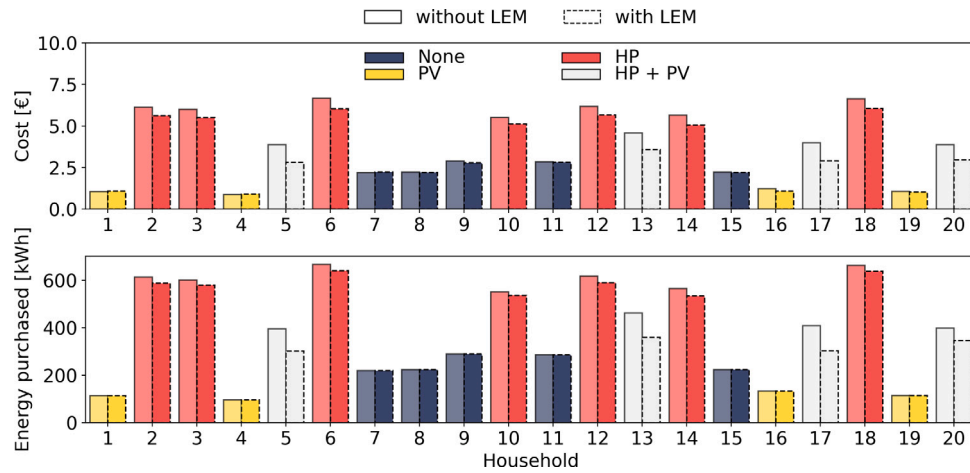 without LEM with LEM
None HP
PV HP + PV
Cost [€]
10.0
7.5
5.0
2.5
0.0
1 2 3 4 5 6 7 8 9 10 11 12 13 14 15 16 17 18 19 20
Energy purchased [kWh]
600
400
200
0
1 2 3 4 5 6 7 8 9 10 11 12 13 14 15 16 17 18 19 20
Household